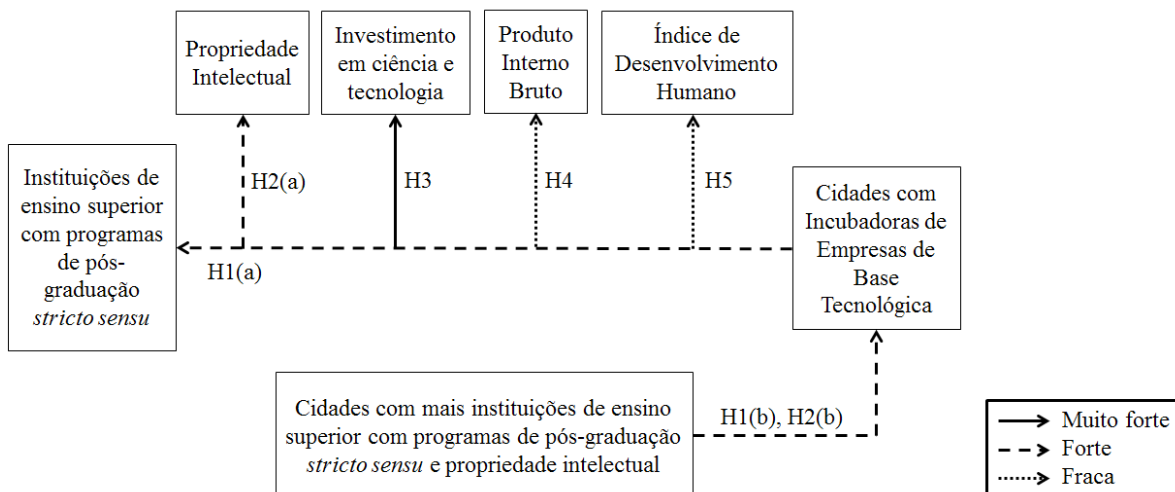 Propriedade
Intelectual
Investimento
em ciência e
tecnologia
Produto
Interno
Bruto
Índice de
Desenvolvimento
Humano
Instituições de
ensino superior
com programas
de pós-
graduação
stricto sensu
H2(a)
H3
H4
H5
H1(a)
Cidades com
Incubadoras de
Empresas de
Base
Tecnológica
Cidades com mais instituições de ensino
superior com programas de pós-graduação
stricto sensu e propriedade intelectual
H1(b), H2(b)
Muito forte
Forte
Fraca